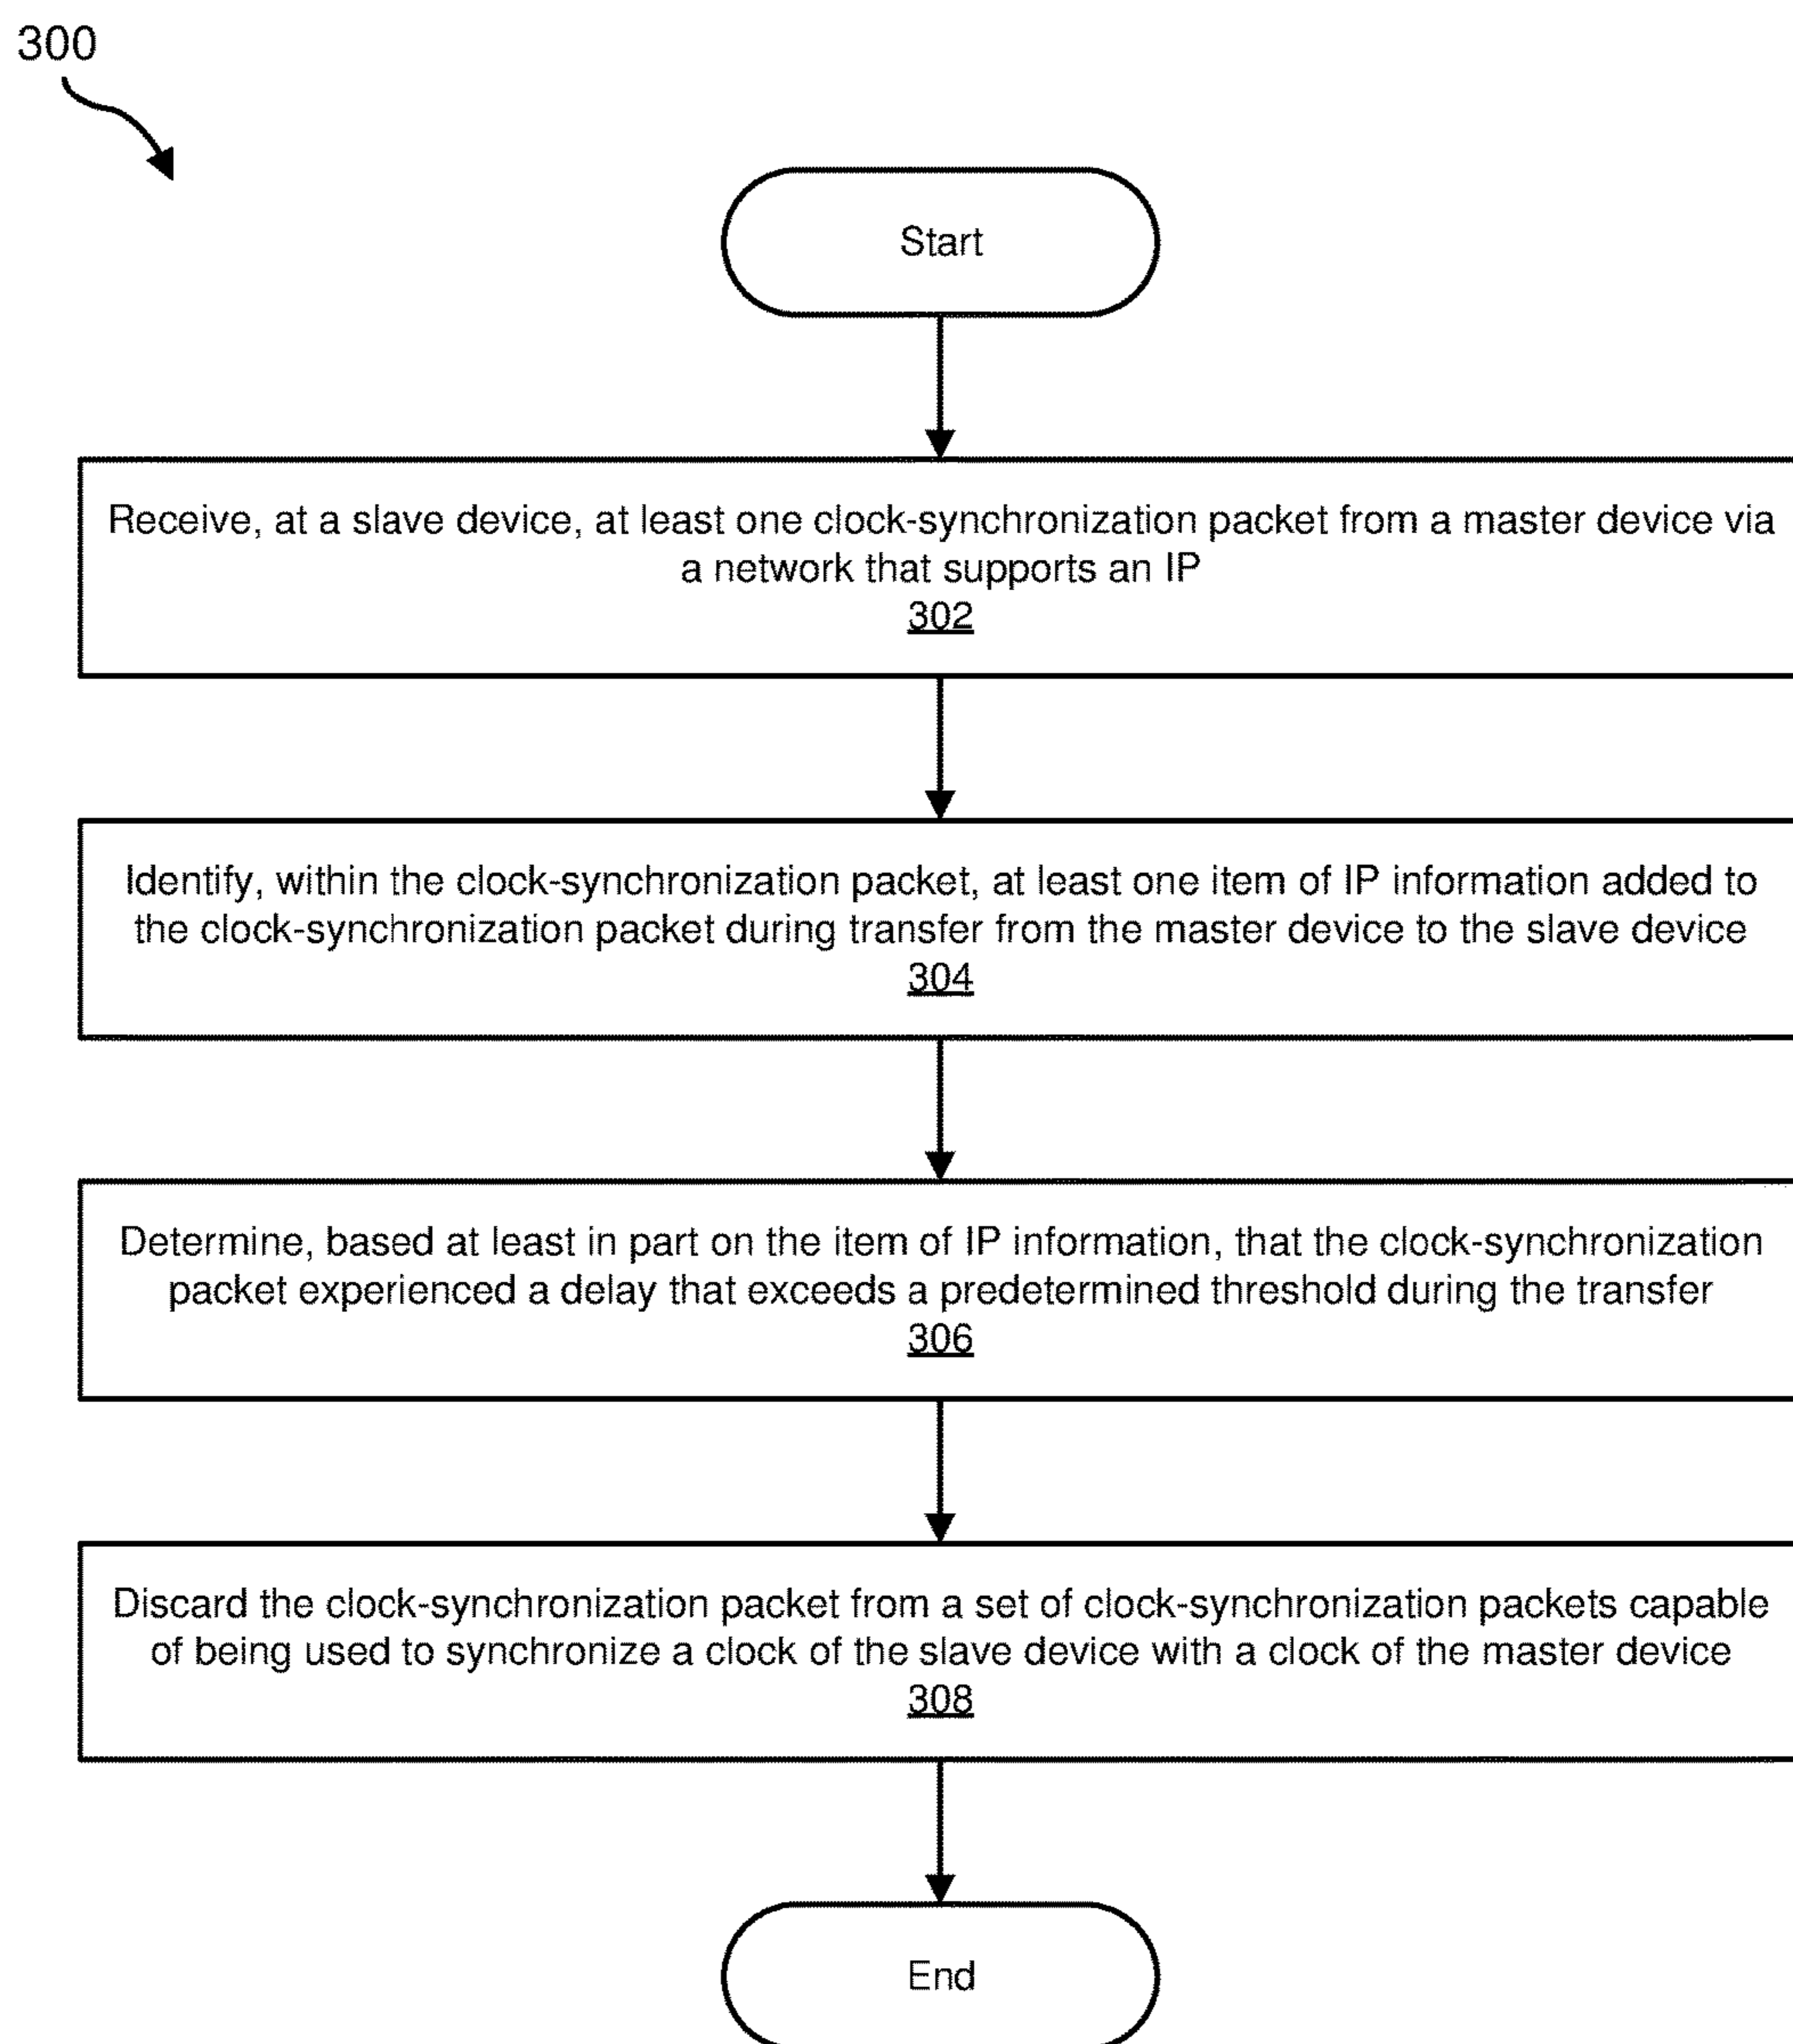 300
Start
Receive, at a slave device, at least one clock-synchronization packet from a master device via
a network that supports an IP
302
Identify, within the clock-synchronization packet, at least one item of IP information added to
the clock-synchronization packet during transfer from the master device to the slave device
304
Determine, based at least in part on the item of IP information, that the clock-synchronization
packet experienced a delay that exceeds a predetermined threshold during the transfer
306
Discard the clock-synchronization packet from a set of clock-synchronization packets capable
of being used to synchronize a clock of the slave device with a clock of the master device
308
End